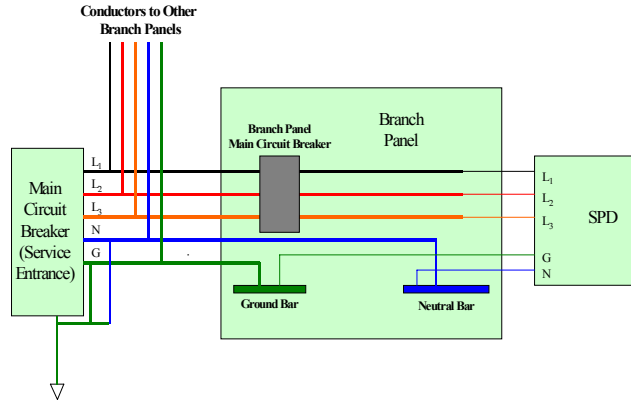 Conductors to Other
Branch Panels
Branch Panel
Main Circuit Breaker
Branch
Panel
Main
Circuit
Breaker
(Service
Entrance)
L1
L2
L3
N
G
L1
L2
L3
G
N
SPD
Ground Bar
Neutral Bar